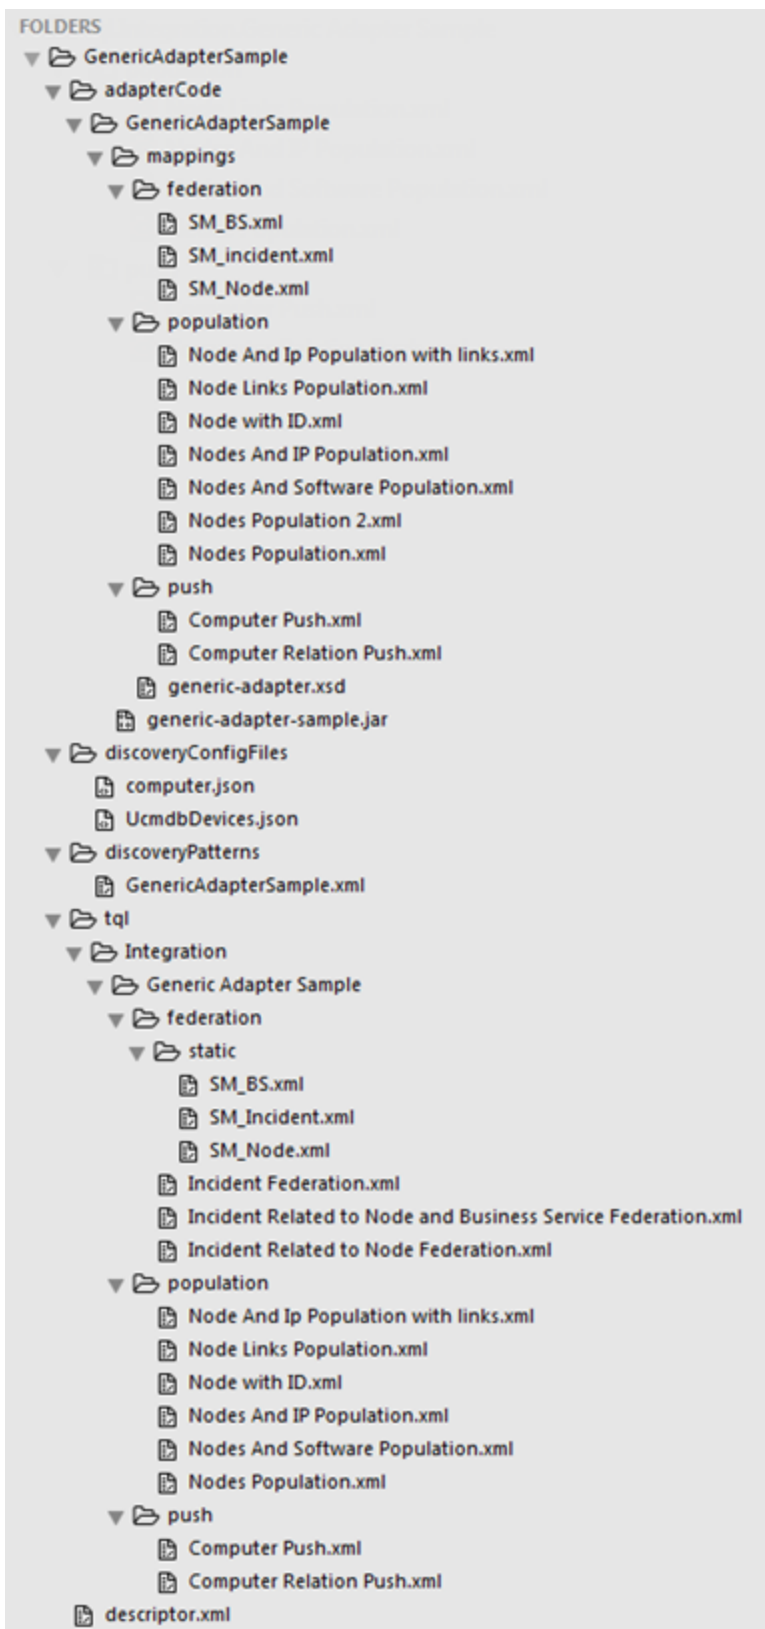 FOLDERS
GenericAdapterSample
adapterCode
GenericAdapterSample
mappings
federation
SM_BS.xml
SM_incident.xml
SM_Node.xml
population
Node And Ip Population with links.xml
Node Links Population.xml
Node with ID.xml
Nodes And IP Population.xml
Nodes And Software Population.xml
Nodes Population 2.xml
Nodes Population.xml
push
Computer Push.xml
Computer Relation Push.xml
generic-adapter.xsd
generic-adapter-sample.jar
discoveryConfigFiles
computer.json
UcmdbDevices.json
discoveryPatterns
GenericAdapterSample.xml
tql
Integration
Generic Adapter Sample
federation
static
SM_BS.xml
SM_Incident.xml
SM_Node.xml
Incident Federation.xml
Incident Related to Node and Business Service Federation.xml
Incident Related to Node Federation.xml
population
Node And Ip Population with links.xml
Node Links Population.xml
Node with ID.xml
Nodes And IP Population.xml
Nodes And Software Population.xml
Nodes Population.xml
push
Computer Push.xml
Computer Relation Push.xml
descriptor.xml